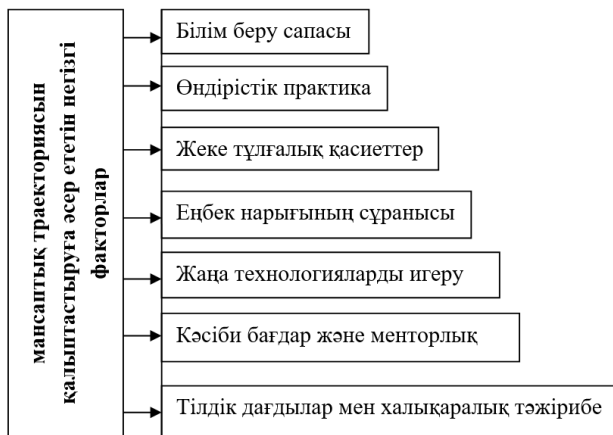 мансаптық траекториясын
қалыптастыруға әсер ететін негізгі
факторлар
Білім беру сапасы
Өндірістік практика
Жеке тұлғалық қасиеттер
Еңбек нарығының сұранысы
Жаңа технологияларды игеру
Кәсіби бағдар және менторлық
Тілдік дағдылар мен халықаралық тәжірибе